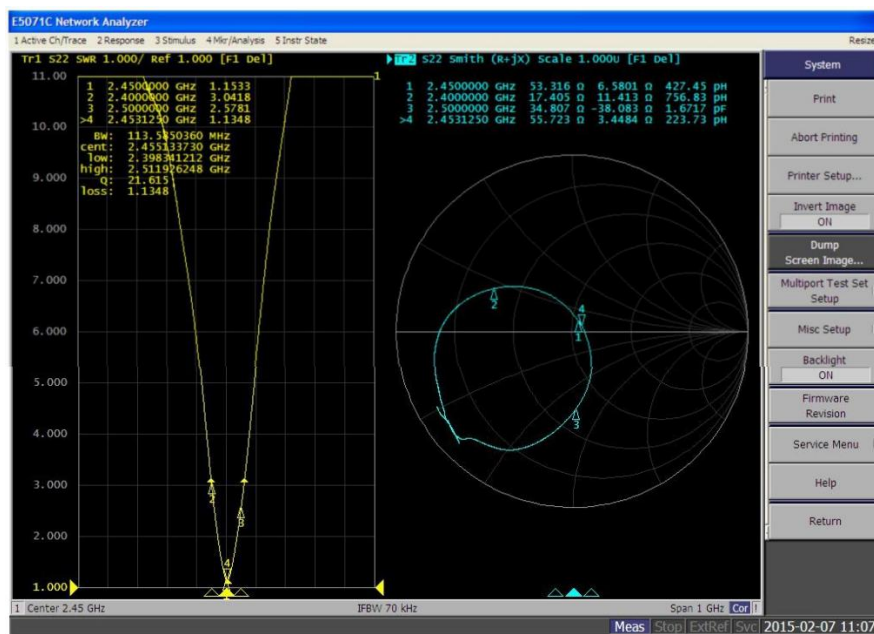 E5071C Network Analyzer
1 Active Ch/Trace 2 Response 3 Stimulus 4 Mkr/Analysis 5 Instr State
Resize
Tr1 S22 SWR 1.000/ Ref 1.000 [F1 Del]
11.00
10.00
9.000
8.000
7.000
6.000
5.000
4.000
3.000
2.000
1.000
1 2.4500000 GHz 1.1533
2 2.4000000 GHz 3.0418
3 2.5000000 GHz 2.5781
>4 2.4531250 GHz 1.1348
BW: 113.5850360 MHz
cent: 2.455133730 GHz
low: 2.398341212 GHz
high: 2.511926248 GHz
Q: 21.615
loss: 1.1348
1
2
3
4
Tr2 S22 Smith (R+jX) Scale 1.000U [F1 Del]
1 2.4500000 GHz 53.316 Ω 6.5801 Ω 427.45 pH
2 2.4000000 GHz 17.405 Ω 11.413 Ω 756.83 pH
3 2.5000000 GHz 34.807 Ω -38.083 Ω 1.6717 pF
>4 2.4531250 GHz 55.723 Ω 3.4484 Ω 223.73 pH
2
4
1
3
System
Print
Abort Printing
Printer Setup...
Invert Image
ON
Dump
Screen Image...
Multiport Test Set
Setup
Misc Setup
Backlight
ON
Firmware
Revision
Service Menu
Help
Return
1 Center 2.45 GHz IFBW 70 kHz Span 1 GHz Cor !
Meas Stop ExtRef Svc 2015-02-07 11:07